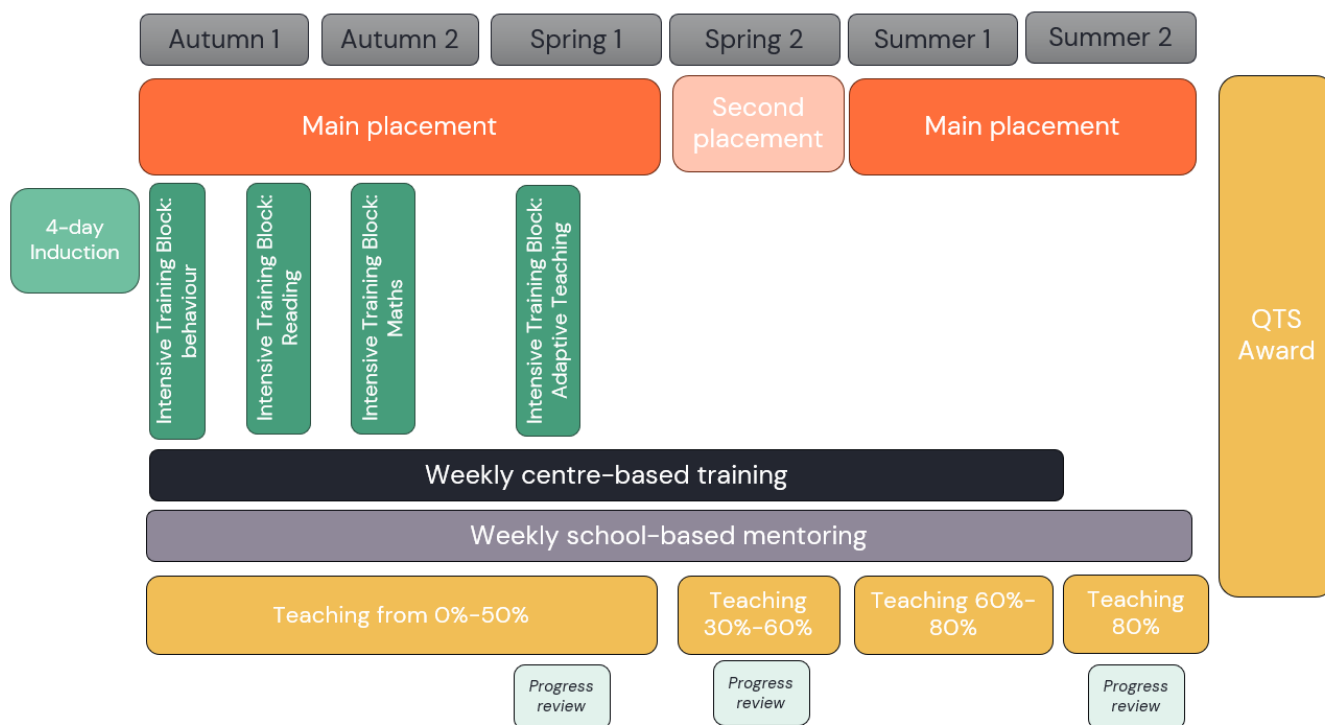 Autumn 1
Autumn 2
Spring 1
Spring 2
Summer 1
Summer 2
Main placement
Second
placement
Main placement
4-day
Induction
Intensive Training Block:
behaviour
Intensive Training Block:
Reading
Intensive Training Block:
Maths
Intensive Training Block:
Adaptive Teaching
QTS
Award
Weekly centre-based training
Weekly school-based mentoring
Teaching from 0%-50%
Teaching
30%-60%
Teaching 60%-
80%
Teaching
80%
Progress
review
Progress
review
Progress
review